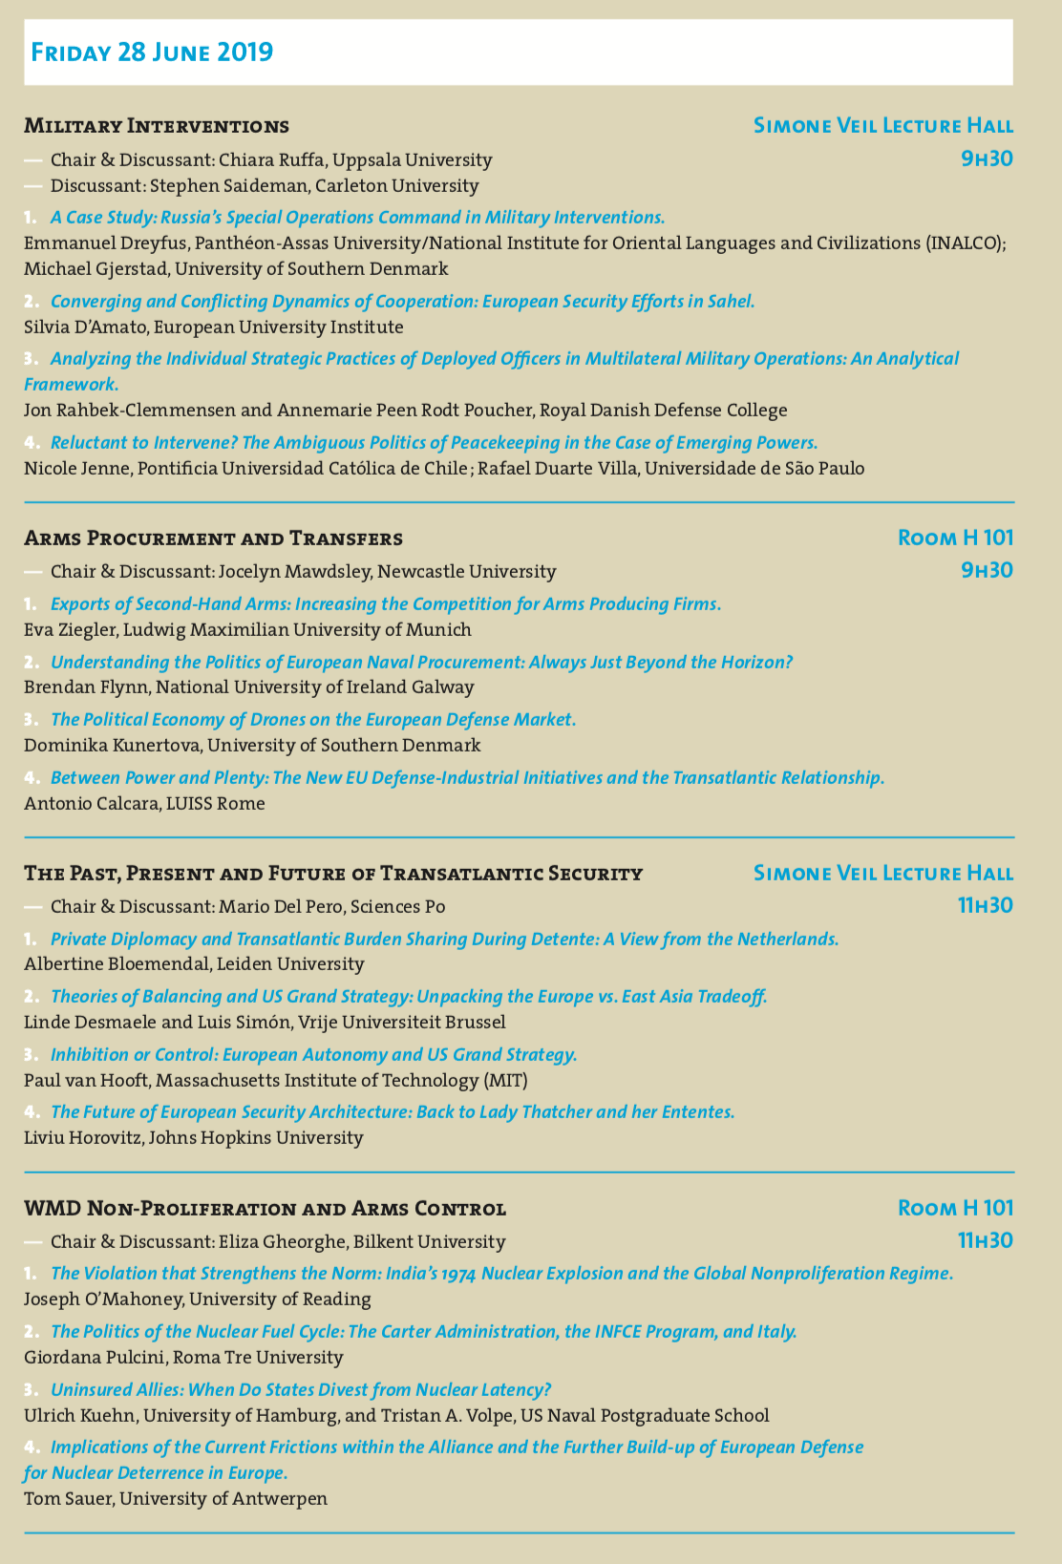 Friday 28 June 2019
Military Interventions
Simone Veil Lecture Hall
— Chair & Discussant: Chiara Ruffa, Uppsala University
9h30
— Discussant: Stephen Saideman, Carleton University
1. A Case Study: Russia's Special Operations Command in Military Interventions.
Emmanuel Dreyfus, Panthéon-Assas University/National Institute for Oriental Languages and Civilizations (INALCO);
Michael Gjerstad, University of Southern Denmark
2. Converging and Conflicting Dynamics of Cooperation: European Security Efforts in Sahel.
Silvia D'Amato, European University Institute
3. Analyzing the Individual Strategic Practices of Deployed Officers in Multilateral Military Operations: An Analytical
Framework.
Jon Rahbek-Clemmensen and Annemarie Peen Rodt Poucher, Royal Danish Defense College
4. Reluctant to Intervene? The Ambiguous Politics of Peacekeeping in the Case of Emerging Powers.
Nicole Jenne, Pontificia Universidad Católica de Chile; Rafael Duarte Villa, Universidade de São Paulo
Arms Procurement and Transfers
Room H 101
— Chair & Discussant: Jocelyn Mawdsley, Newcastle University
9h30
1. Exports of Second-Hand Arms: Increasing the Competition for Arms Producing Firms.
Eva Ziegler, Ludwig Maximilian University of Munich
2. Understanding the Politics of European Naval Procurement: Always Just Beyond the Horizon?
Brendan Flynn, National University of Ireland Galway
3. The Political Economy of Drones on the European Defense Market.
Dominika Kunertova, University of Southern Denmark
4. Between Power and Plenty: The New EU Defense-Industrial Initiatives and the Transatlantic Relationship.
Antonio Calcara, LUISS Rome
The Past, Present and Future of Transatlantic Security
Simone Veil Lecture Hall
— Chair & Discussant: Mario Del Pero, Sciences Po
11h30
1. Private Diplomacy and Transatlantic Burden Sharing During Detente: A View from the Netherlands.
Albertine Bloemendal, Leiden University
2. Theories of Balancing and US Grand Strategy: Unpacking the Europe vs. East Asia Tradeoff.
Linde Desmaele and Luis Simón, Vrije Universiteit Brussel
3. Inhibition or Control: European Autonomy and US Grand Strategy.
Paul van Hooft, Massachusetts Institute of Technology (MIT)
4. The Future of European Security Architecture: Back to Lady Thatcher and her Ententes.
Liviu Horovitz, Johns Hopkins University
WMD Non-Proliferation and Arms Control
Room H 101
— Chair & Discussant: Eliza Gheorghe, Bilkent University
11h30
1. The Violation that Strengthens the Norm: India's 1974 Nuclear Explosion and the Global Nonproliferation Regime.
Joseph O'Mahoney, University of Reading
2. The Politics of the Nuclear Fuel Cycle: The Carter Administration, the INFCE Program, and Italy.
Giordana Pulcini, Roma Tre University
3. Uninsured Allies: When Do States Divest from Nuclear Latency?
Ulrich Kuehn, University of Hamburg, and Tristan A. Volpe, US Naval Postgraduate School
4. Implications of the Current Frictions within the Alliance and the Further Build-up of European Defense
for Nuclear Deterrence in Europe.
Tom Sauer, University of Antwerpen